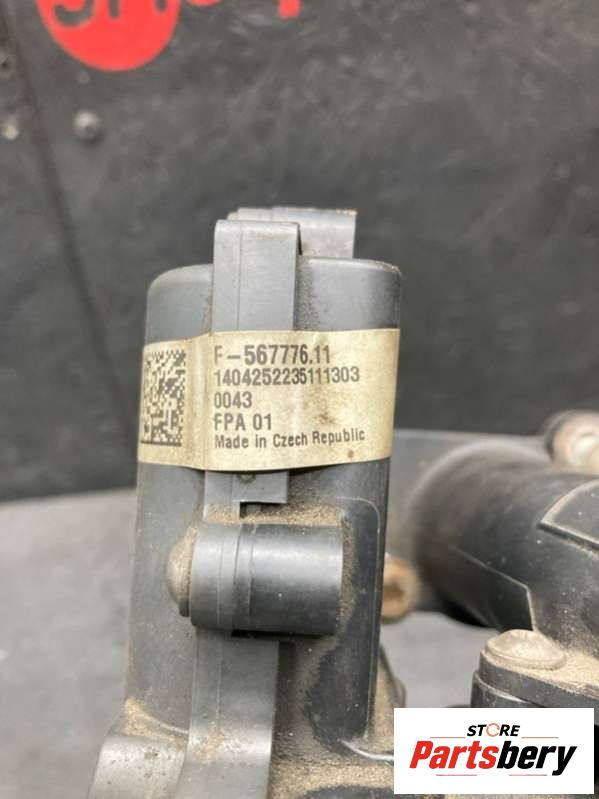 F-567776.11
1404252235111303
0043
FPA 01
Made in Czech Republic
STORE
Partsbery